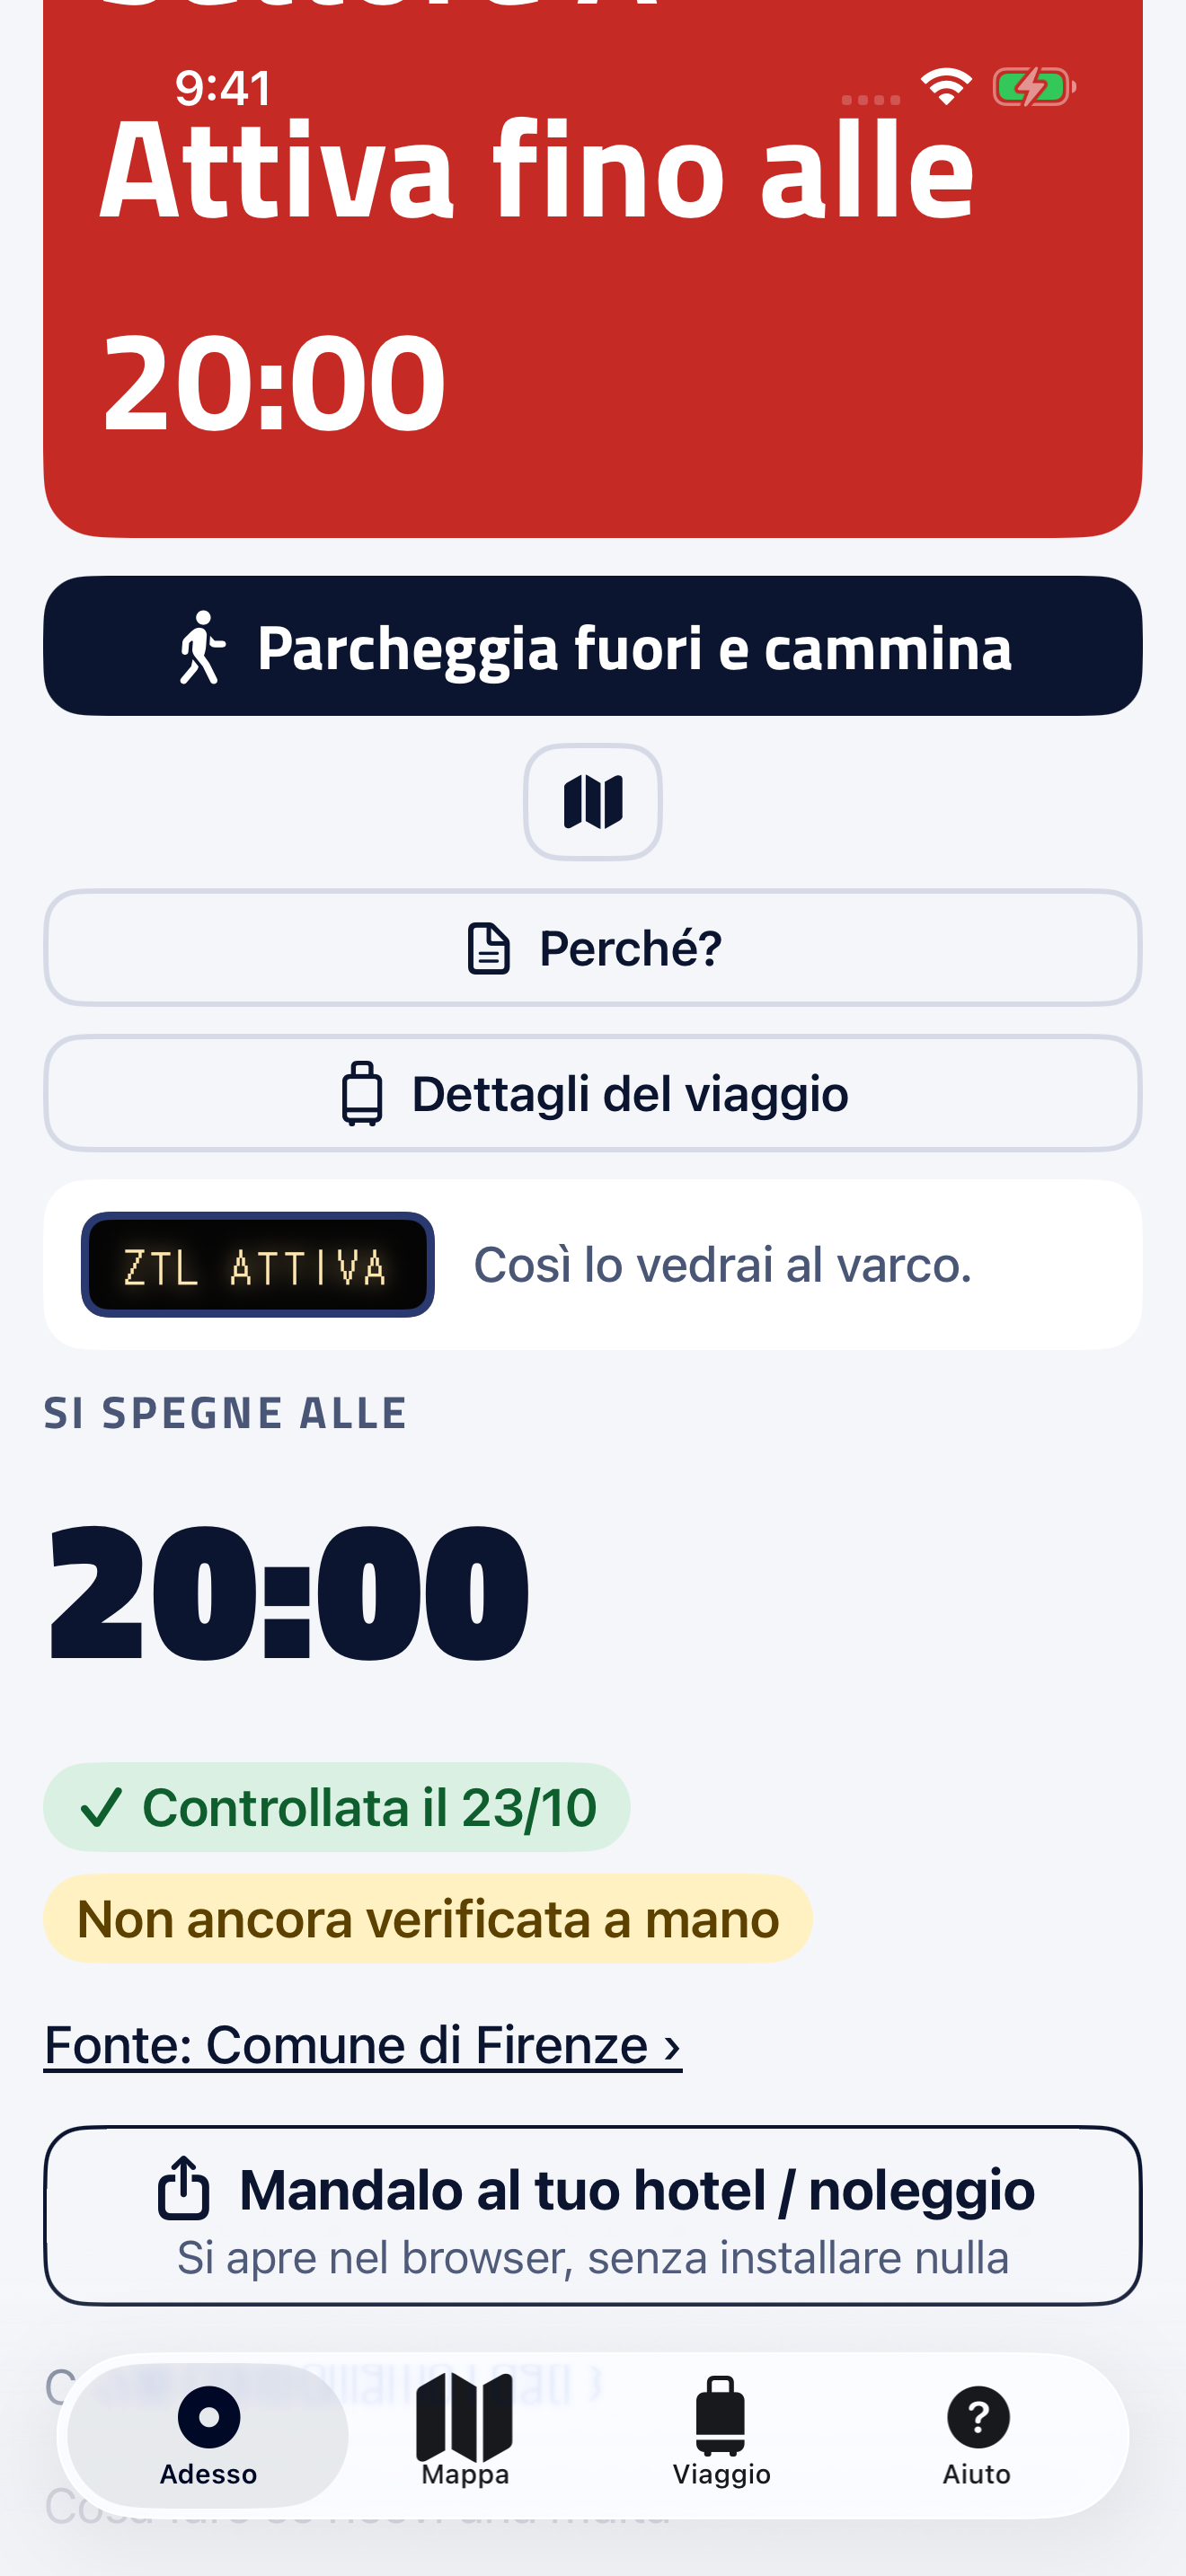 9:41
Attiva fino alle
20:00
Parcheggia fuori e cammina
Perché?
Dettagli del viaggio
ZTL ATTIVA
Così lo vedrai al varco.
SI SPEGNE ALLE
20:00
Controllata il 23/10
Non ancora verificata a mano
Fonte: Comune di Firenze ›
Mandalo al tuo hotel / noleggio
Si apre nel browser, senza installare nulla
Adesso
Mappa
Viaggio
Aiuto